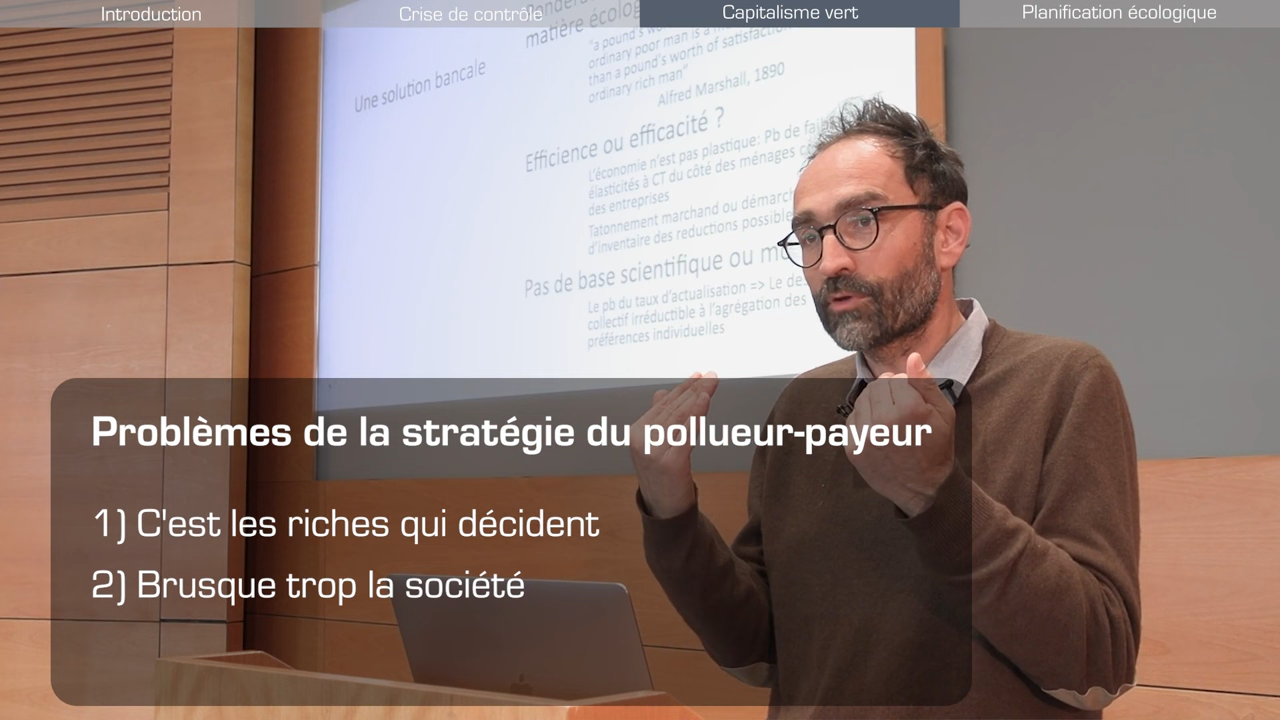 Introduction
Crise de contrôle
Capitalisme vert
Planification écologique
matière écolog
"a pound's wo
ordinary poor man is a
than a pound's worth of satisfaction
ordinary rich man"
Alfred Marshall, 1890
Une solution bancale
Efficience ou efficacité ?
L'économie n'est pas plastique: Pb de
élasticités à CT du côté des ménages
des entreprises
Tatonnement marchand ou démarch
d'inventaire des reductions possible
Pas de base scientifique ou mo
Le pb du taux d'actualisation => Le de
collectif irréductible à l'agrégation des
préférences individuelles
Problèmes de la stratégie du pollueur-payeur
1) C'est les riches qui décident
2) Brusque trop la société